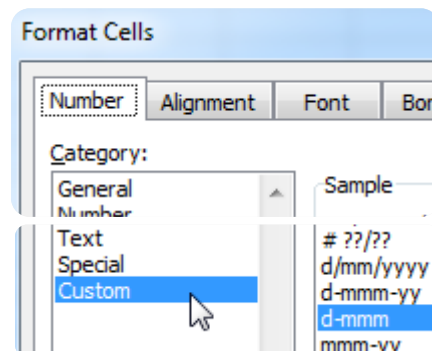 Format Cells
Number Alignment Font Bor
Category:
General
Sample
Number
Text
# ??/??
Special
d/mm/yyyy
Custom
d-mmm-yy
d-mmm
mmm-yy